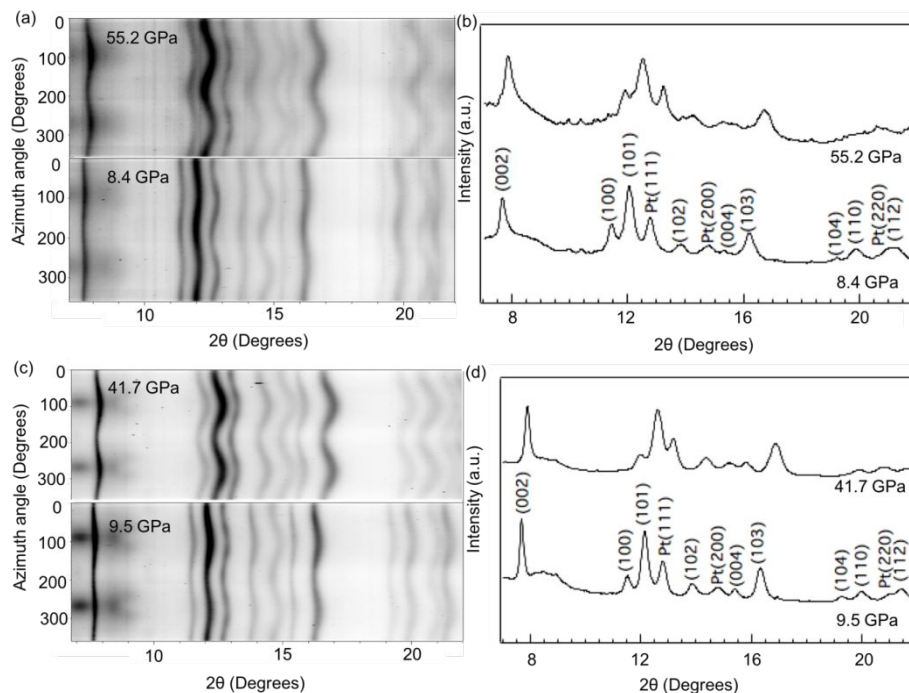 (a)
0
55.2 GPa
100
200
300
0
8.4 GPa
100
200
300
Azimuth angle (Degrees)
10 15 20
2θ (Degrees)
(b)
Intensity (a.u.)
55.2 GPa
(002)
(100)
(101)
Pt(111)
(102)
Pt(200)
(004)
(103)
(104)
(110)
Pt(220)
(112)
8.4 GPa
8 12 16 20
2θ (Degrees)
(c)
0
41.7 GPa
100
200
300
0
9.5 GPa
100
200
300
Azimuth angle (Degrees)
10 15 20
2θ (Degrees)
(d)
Intensity (a.u.)
41.7 GPa
(002)
(100)
(101)
Pt(111)
(102)
Pt(200)
(004)
(103)
(104)
(110)
Pt(220)
(112)
9.5 GPa
8 12 16 20
2θ (Degrees)